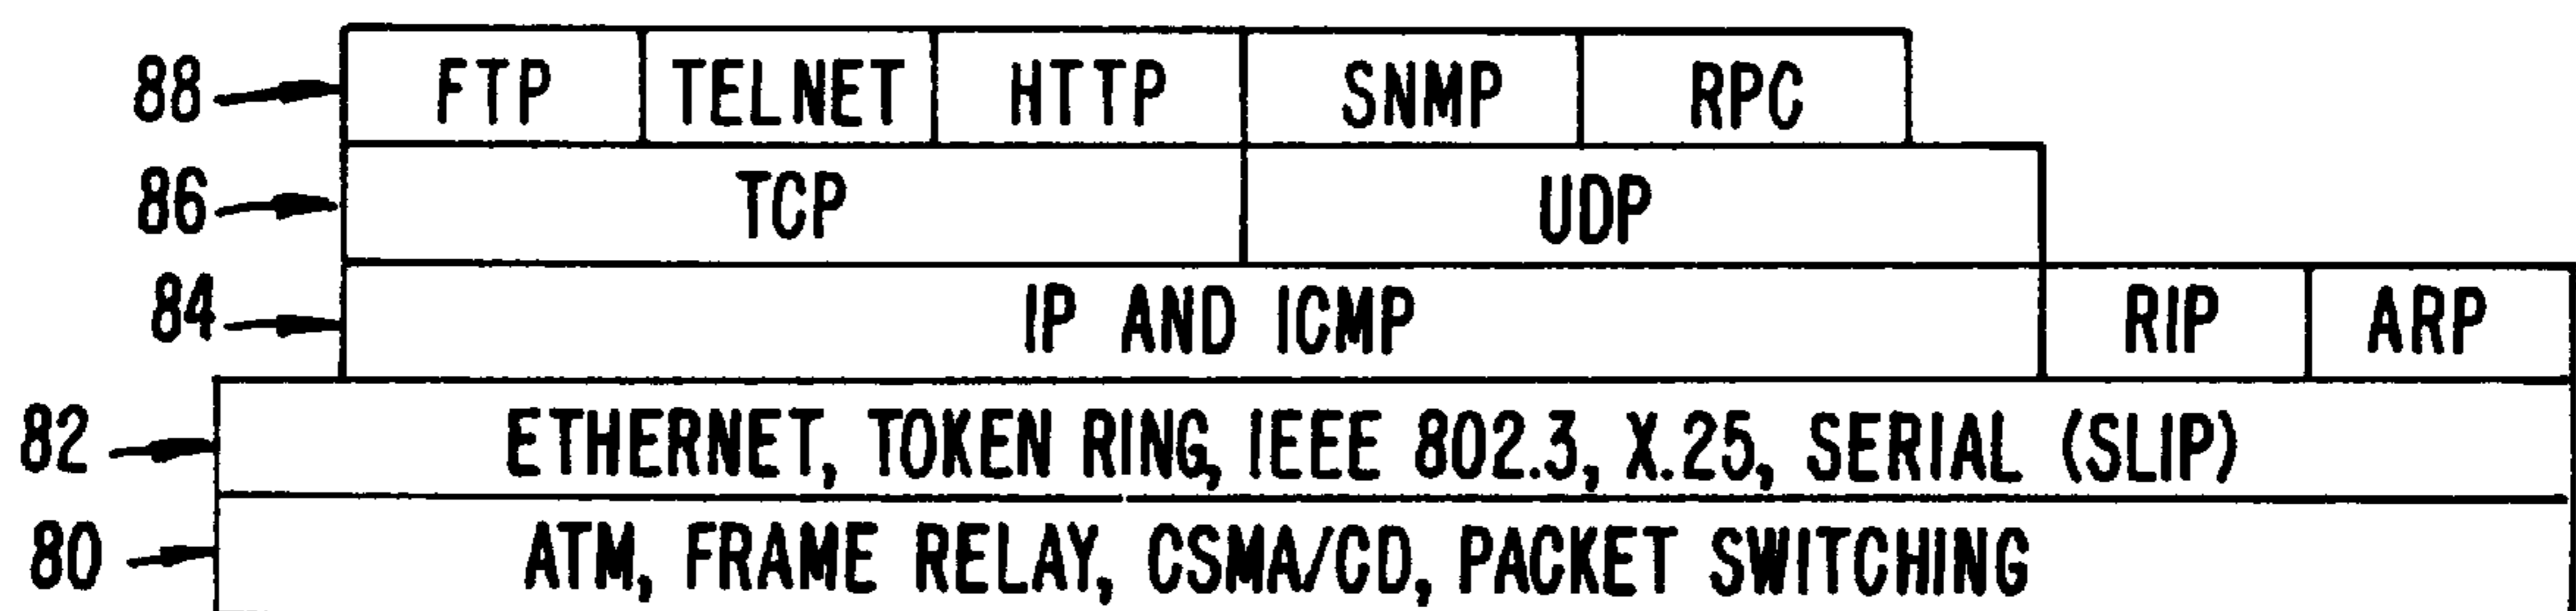 88 FTP TELNET HTTP SNMP RPC
86 TCP UDP
84 IP AND ICMP RIP ARP
82 ETHERNET, TOKEN RING, IEEE 802.3, X.25, SERIAL (SLIP)
80 ATM, FRAME RELAY, CSMA/CD, PACKET SWITCHING